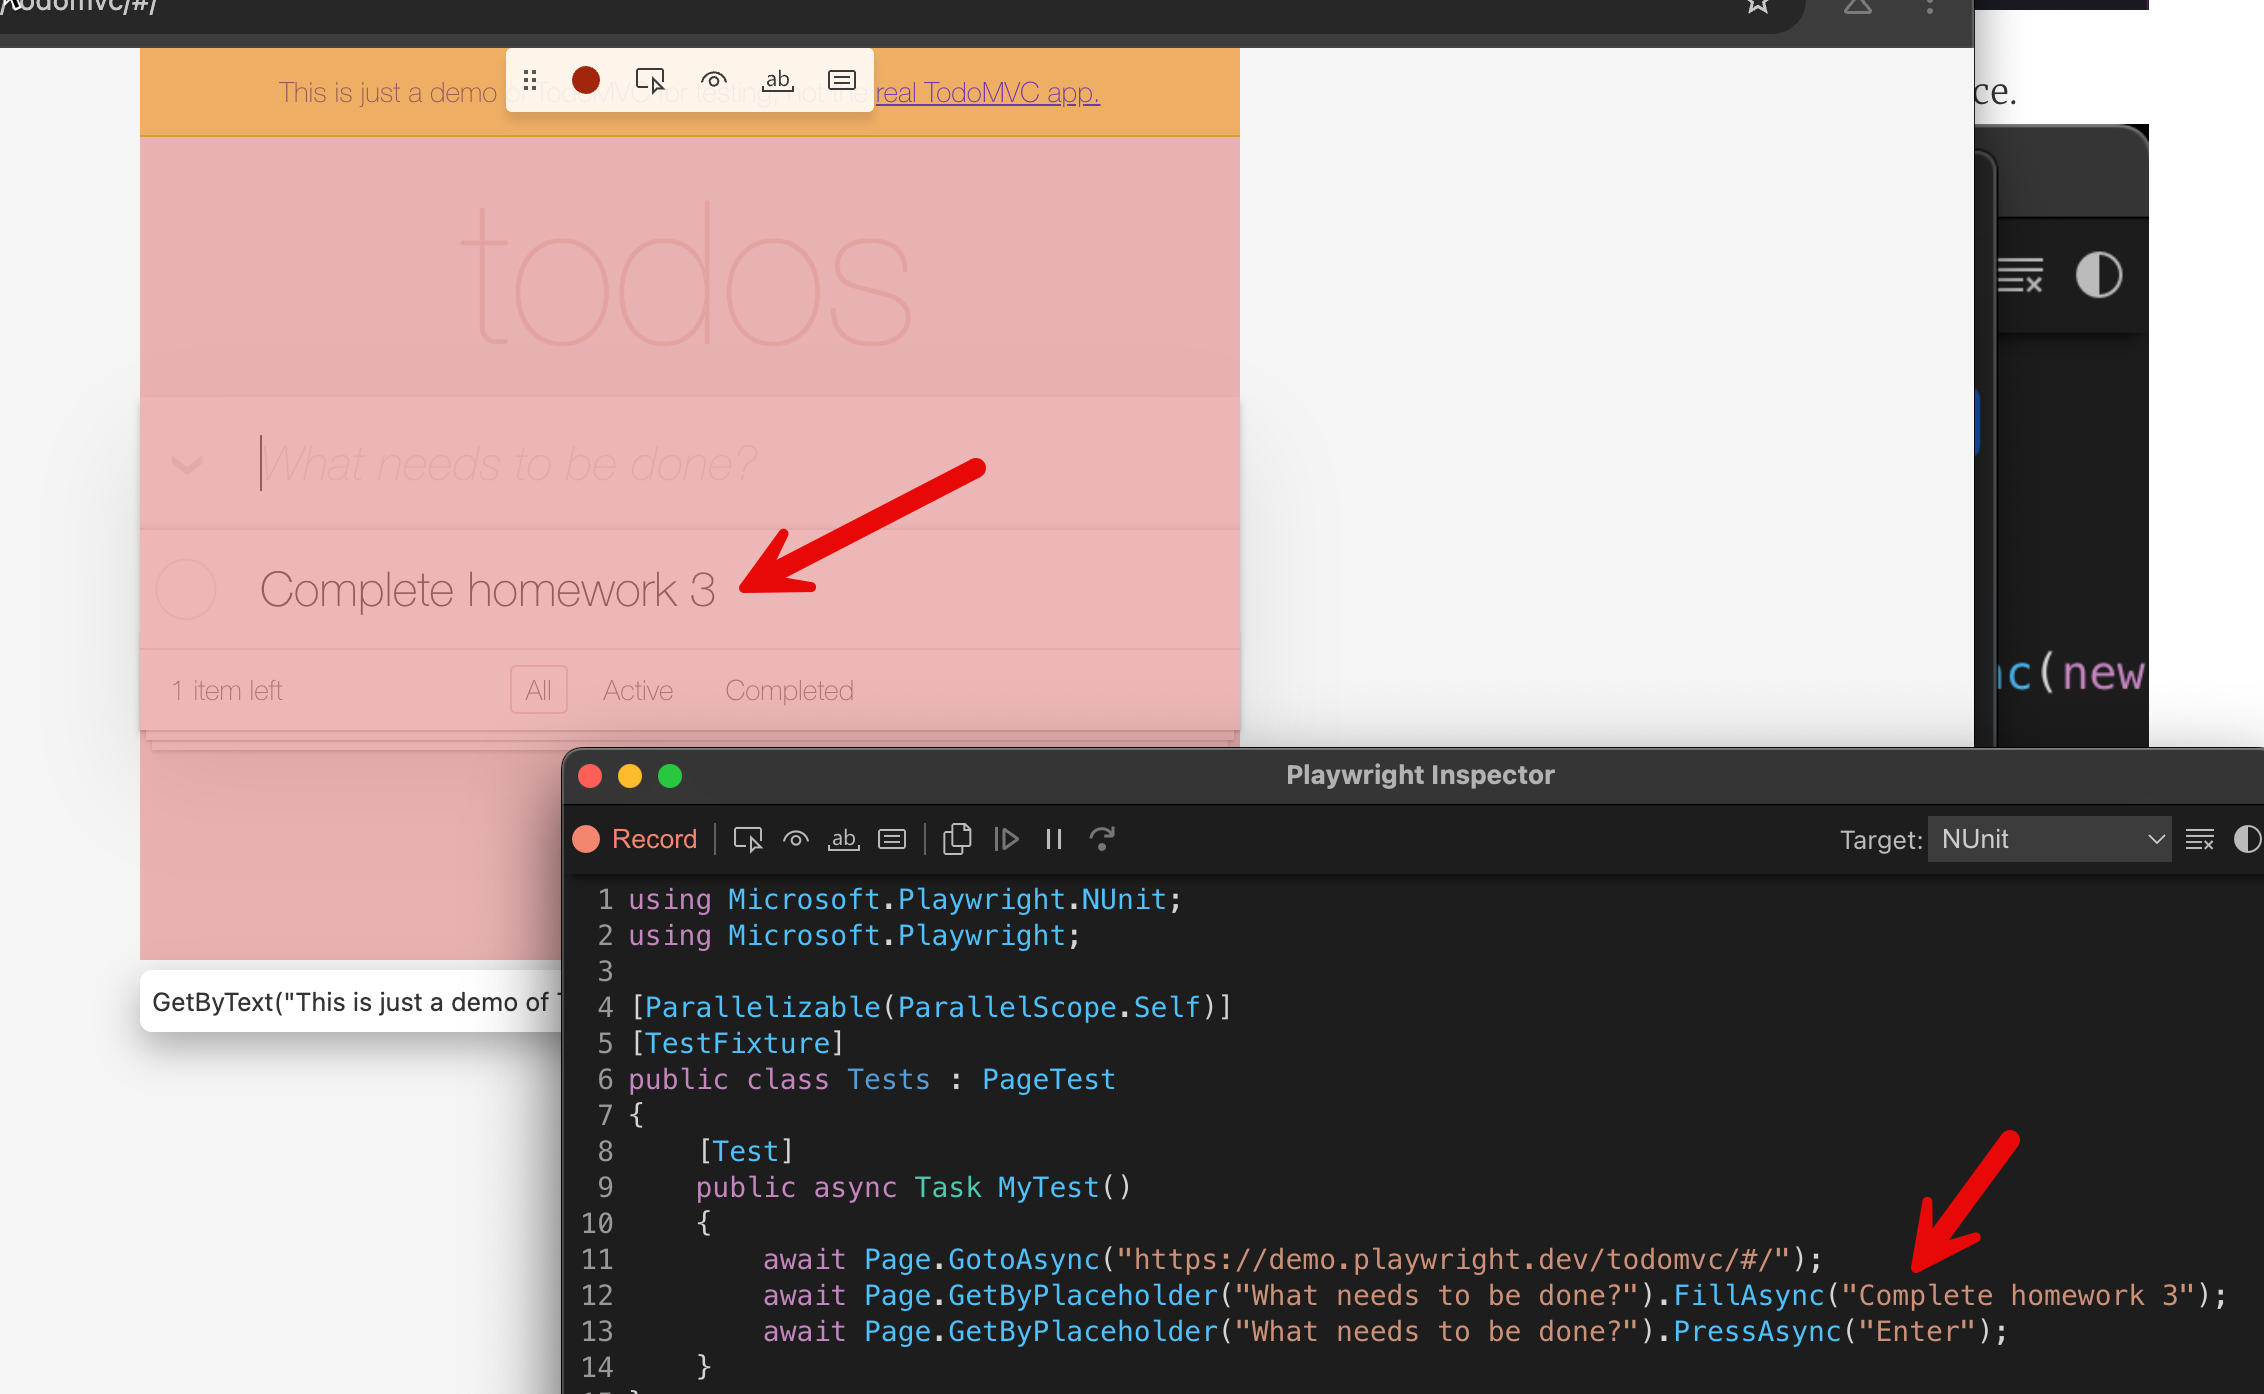 /todomvc/#/
This is just a demo of TodoMVC for testing, not the real TodoMVC app.
ce.
todos
What needs to be done?
Complete homework 3
1 item left
All
Active
Completed
(new
Playwright Inspector
Record
ab
Target:
NUnit
1 using Microsoft.Playwright.NUnit;
2 using Microsoft.Playwright;
3
4 [Parallelizable(ParallelScope.Self)]
5 [TestFixture]
6 public class Tests : PageTest
7 {
8 [Test]
9 public async Task MyTest()
10 {
11 await Page.GotoAsync("https://demo.playwright.dev/todomvc/#/");
12 await Page.GetByPlaceholder("What needs to be done?").FillAsync("Complete homework 3");
13 await Page.GetByPlaceholder("What needs to be done?").PressAsync("Enter");
14 }
GetByText("This is just a demo of